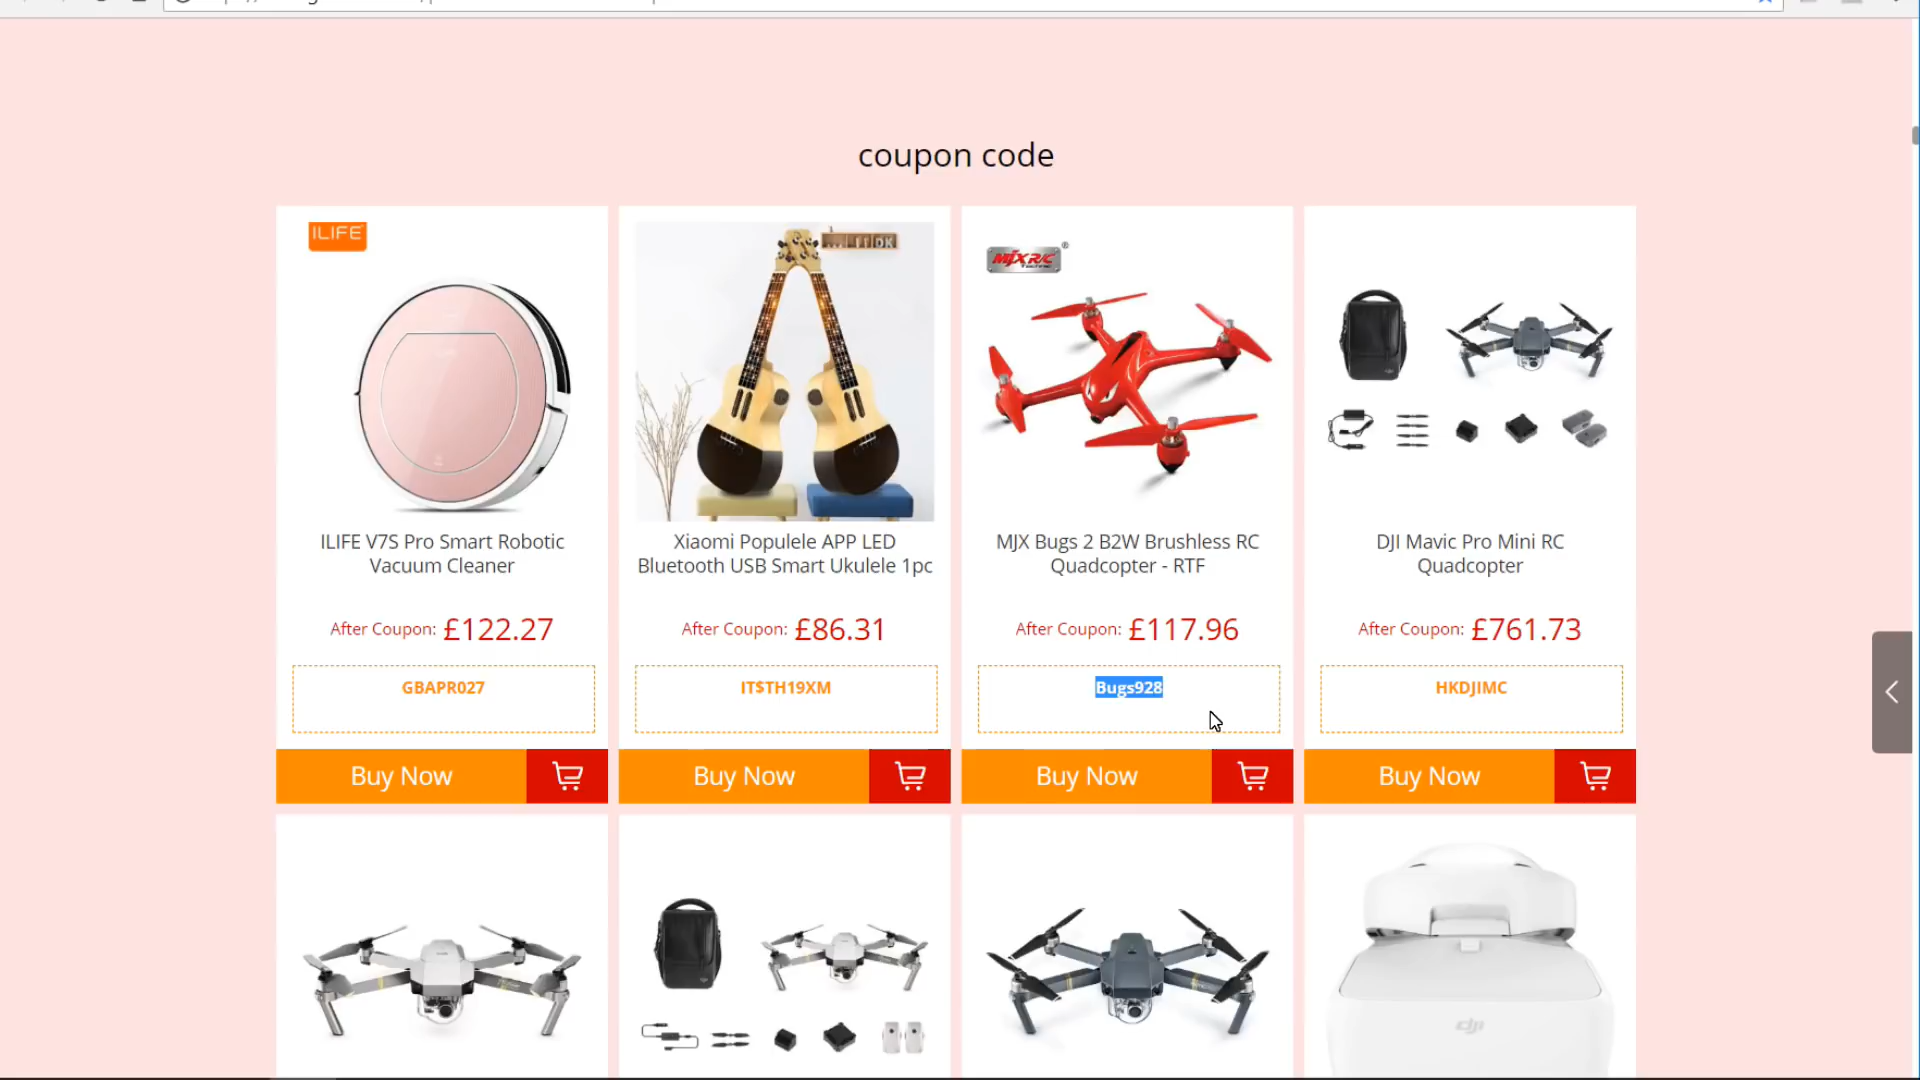 coupon code
ILIFE
MJX R/C
Technic
ILIFE V7S Pro Smart Robotic
Vacuum Cleaner
Xiaomi Populele APP LED
Bluetooth USB Smart Ukulele 1pc
MJX Bugs 2 B2W Brushless RC
Quadcopter - RTF
DJI Mavic Pro Mini RC
Quadcopter
After Coupon: £122.27
After Coupon: £86.31
After Coupon: £117.96
After Coupon: £761.73
GBAPR027
IT$TH19XM
Bugs928
HKDJIMC
Buy Now
Buy Now
Buy Now
Buy Now
dji